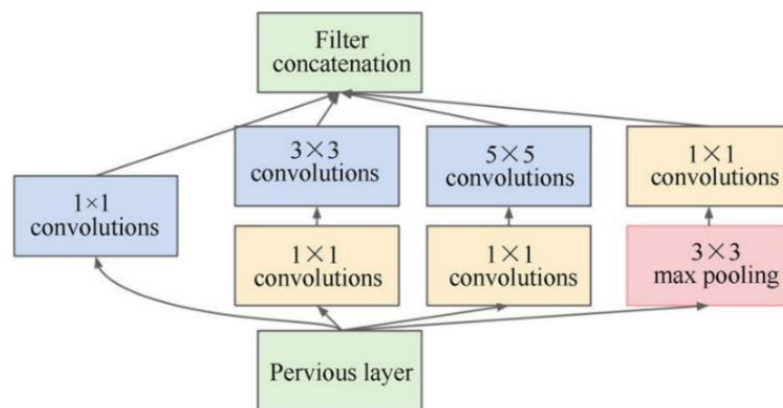 Filter
concatenation
3×3
convolutions
5×5
convolutions
1×1
convolutions
1×1
convolutions
1×1
convolutions
1×1
convolutions
3×3
max pooling
Pervious layer